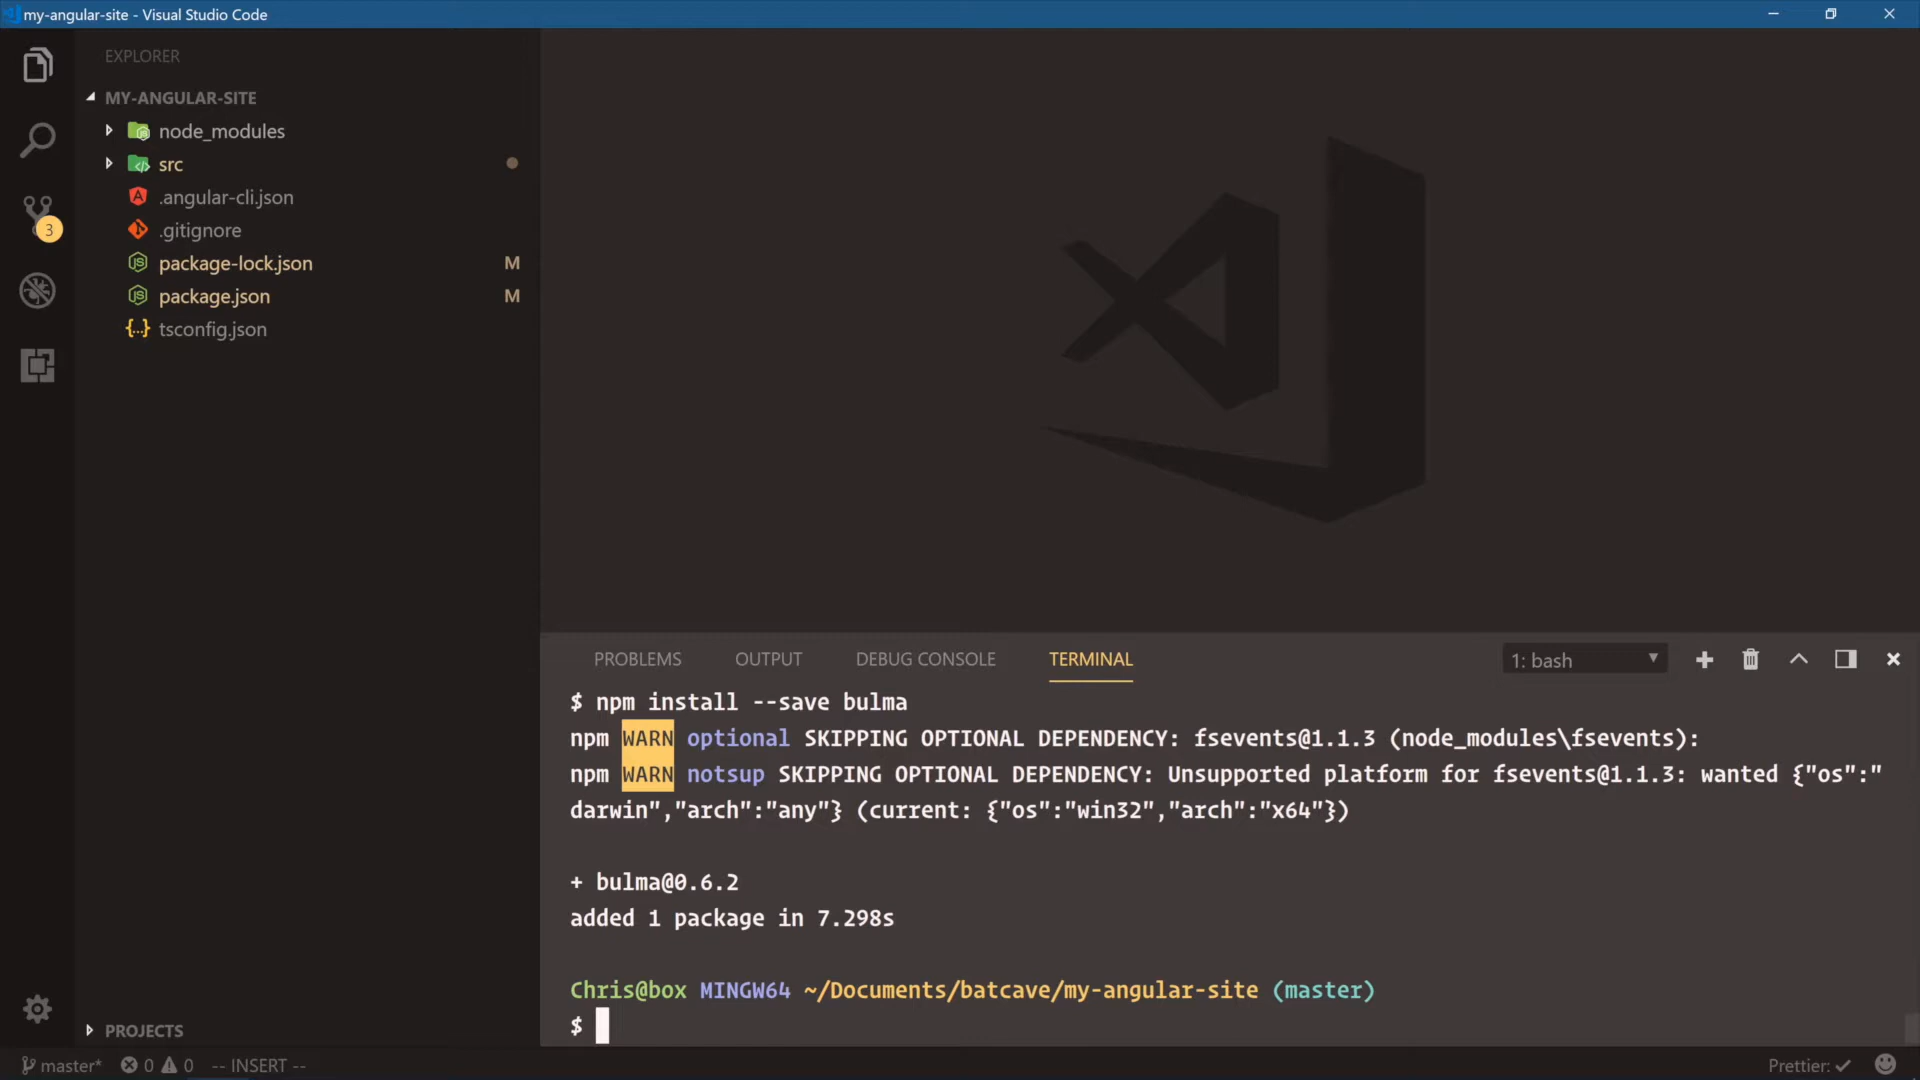 my-angular-site - Visual Studio Code
EXPLORER
MY-ANGULAR-SITE
node_modules
src
.angular-cli.json
.gitignore
package-lock.json M
package.json M
tsconfig.json
3
PROJECTS
PROBLEMS OUTPUT DEBUG CONSOLE TERMINAL 1: bash
$ npm install --save bulma
npm WARN optional SKIPPING OPTIONAL DEPENDENCY: fsevents@1.1.3 (node_modules\fsevents):
npm WARN notsup SKIPPING OPTIONAL DEPENDENCY: Unsupported platform for fsevents@1.1.3: wanted {"os":"
darwin","arch":"any"} (current: {"os":"win32","arch":"x64"})
+ bulma@0.6.2
added 1 package in 7.298s
Chris@box MINGW64 ~/Documents/batcave/my-angular-site (master)
$
master* 0 0 -- INSERT -- Prettier: ✓